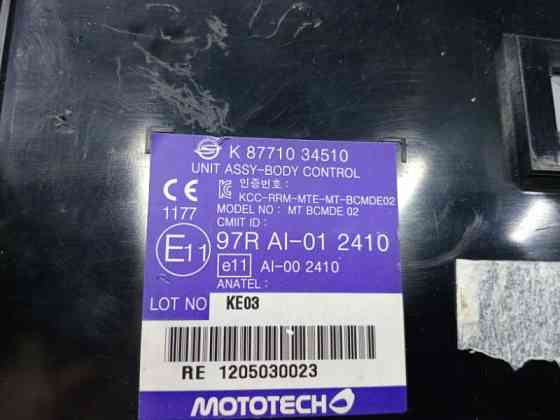 K 87710 34510
UNIT ASSY-BODY CONTROL
인증번호 :
KCC-RRM-MTE-MT-BCMDE02
CE
1177
MODEL NO : MT BCMDE 02
CMIIT ID :
E11
97R AI-01 2410
e11 AI-00 2410
ANATEL :
LOT NO KE03
RE 1205030023
MOTOTECH